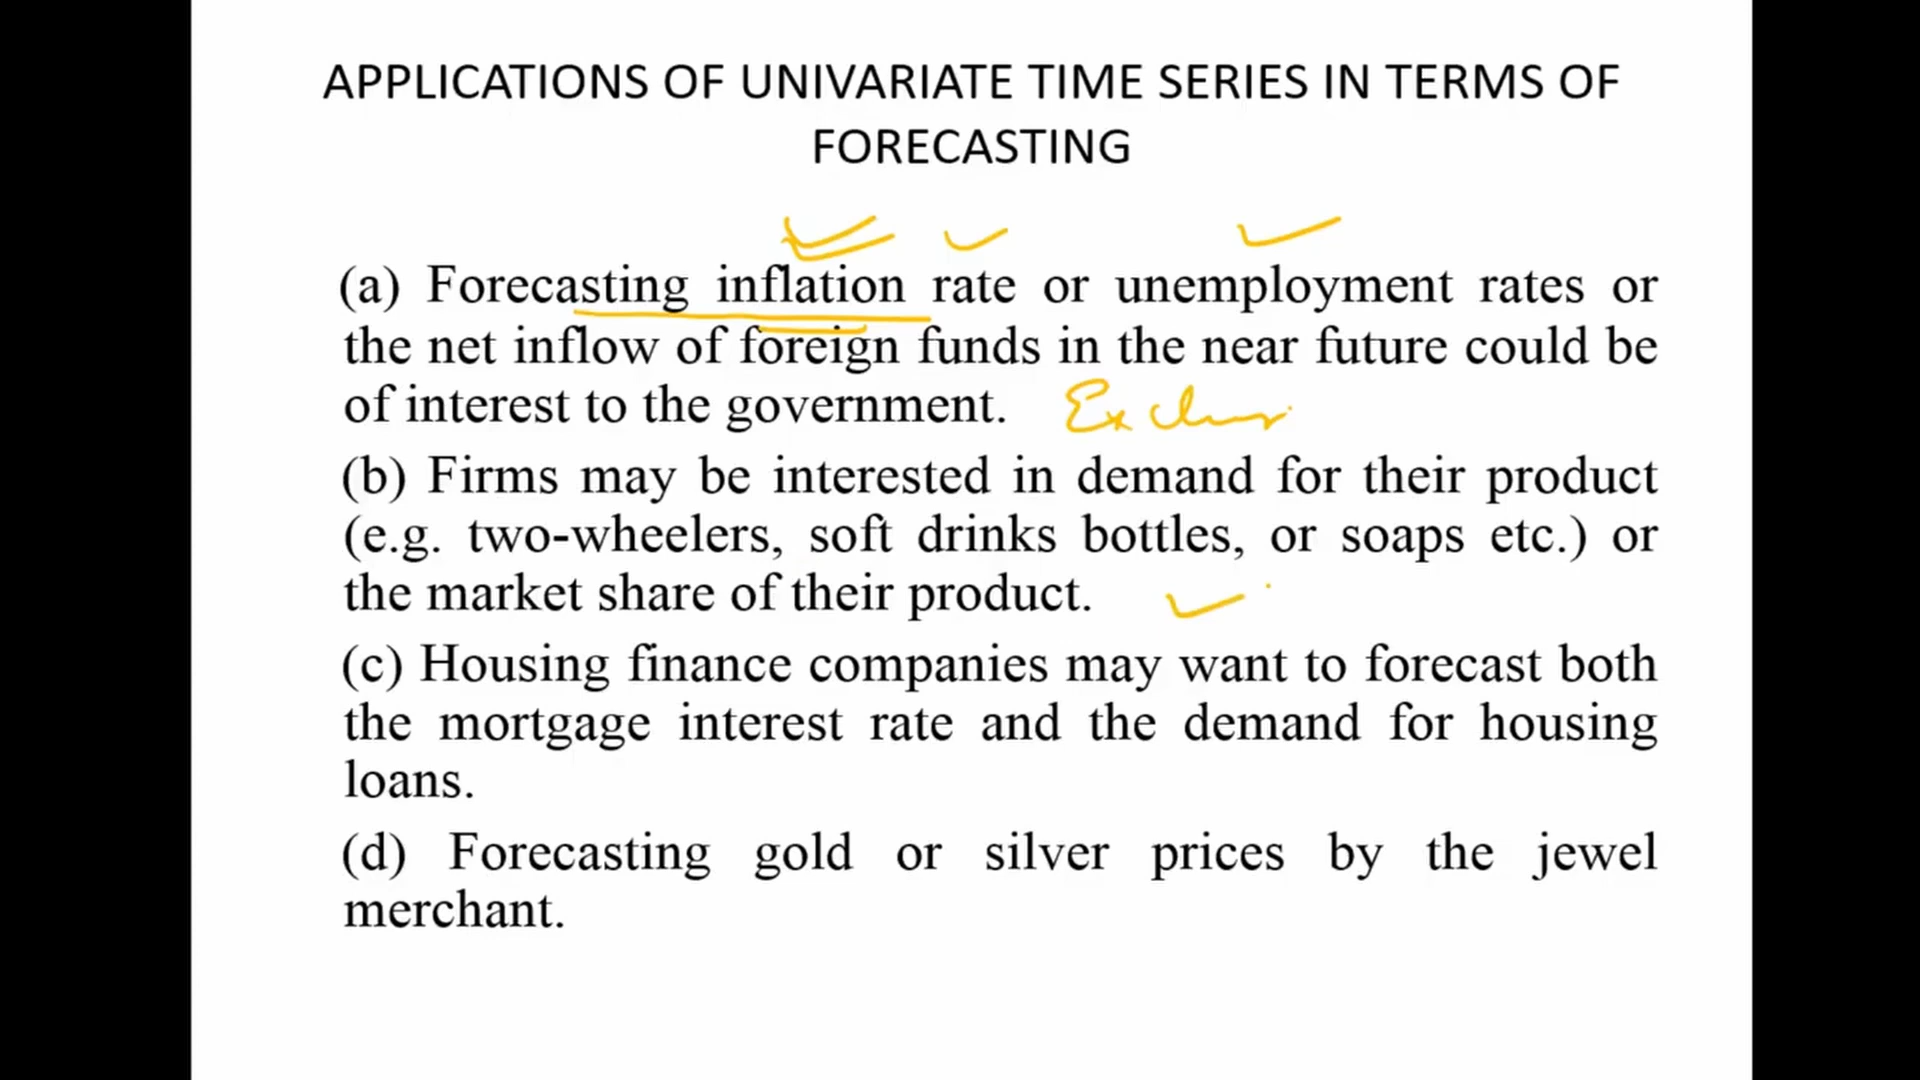 APPLICATIONS OF UNIVARIATE TIME SERIES IN TERMS OF
FORECASTING
(a) Forecasting inflation rate or unemployment rates or
the net inflow of foreign funds in the near future could be
of interest to the government.
(b) Firms may be interested in demand for their product
(e.g. two-wheelers, soft drinks bottles, or soaps etc.) or
the market share of their product.
(c) Housing finance companies may want to forecast both
the mortgage interest rate and the demand for housing
loans.
(d) Forecasting gold or silver prices by the jewel
merchant.